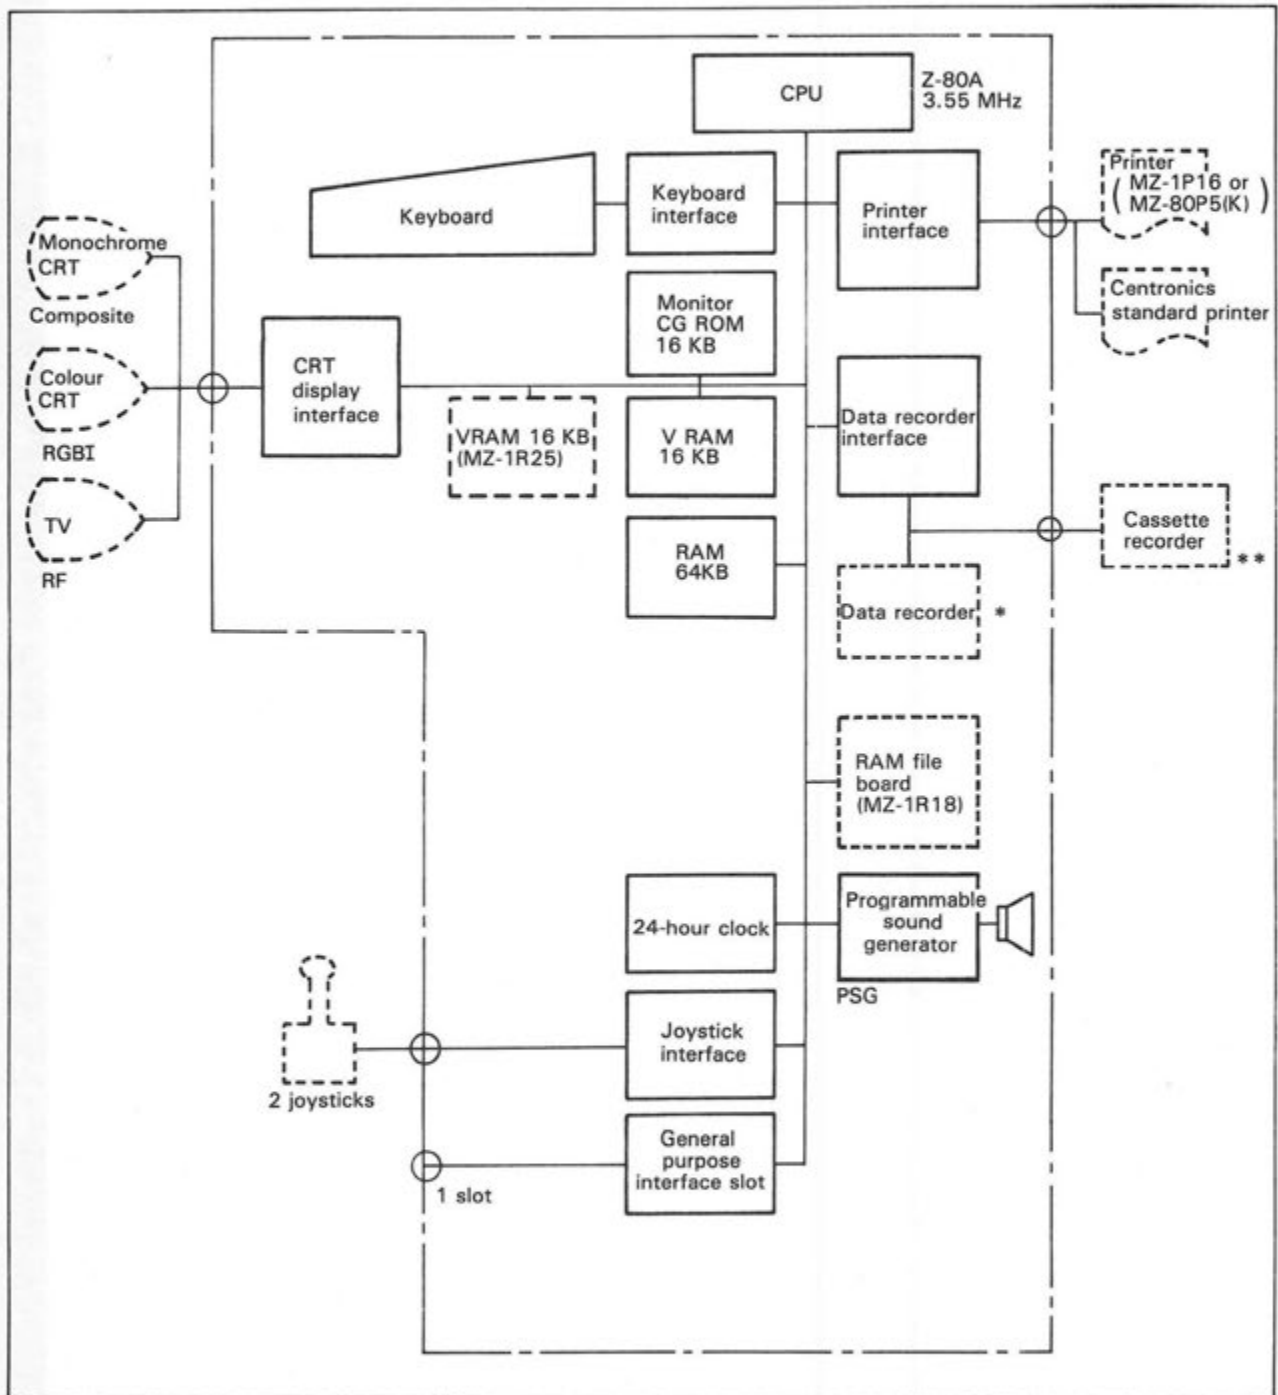 CPU
Z-80A
3.55 MHz
Keyboard
Keyboard
interface
Printer
interface
Printer
( MZ-1P16 or )
MZ-80P5(K)
Centronics
standard printer
Monochrome
CRT
Composite
Colour
CRT
RGBI
TV
RF
CRT
display
interface
Monitor
CG ROM
16 KB
VRAM 16 KB
(MZ-1R25)
V RAM
16 KB
RAM
64KB
Data recorder
interface
Data recorder *
Cassette
recorder
**
RAM file
board
(MZ-1R18)
24-hour clock
Programmable
sound
generator
PSG
Joystick
interface
2 joysticks
General
purpose
interface slot
1 slot